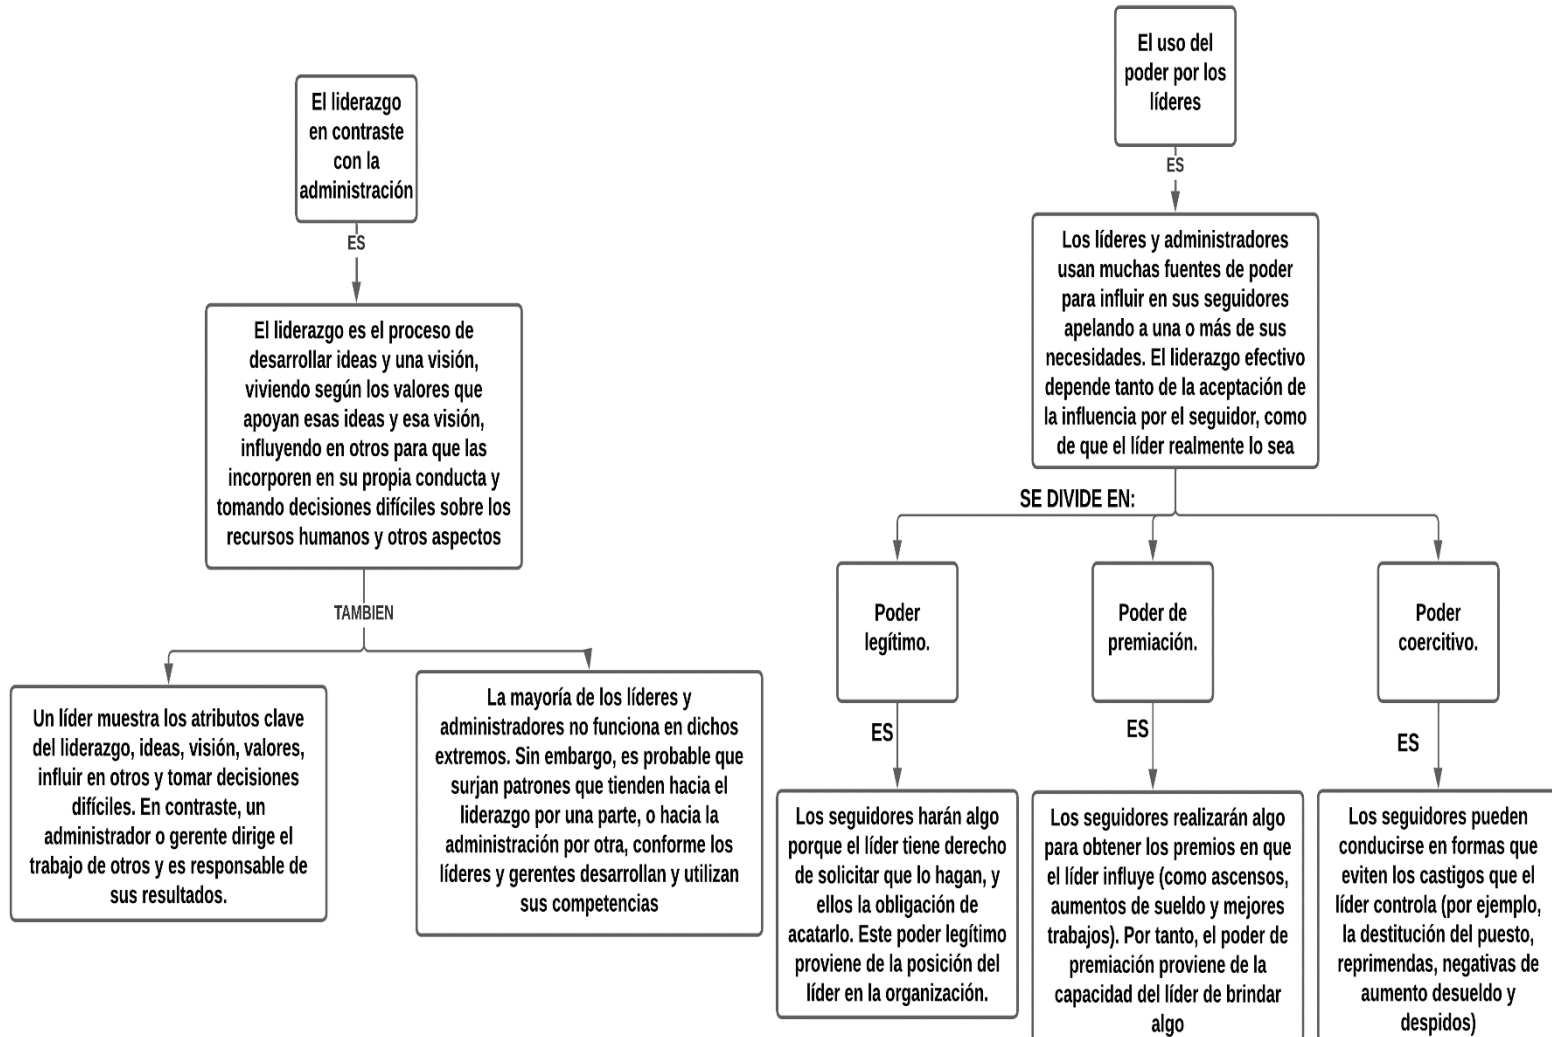 El liderazgo
en contraste
con la
administración
ES
El liderazgo es el proceso de
desarrollar ideas y una visión,
viviendo según los valores que
apoyan esas ideas y esa visión,
influyendo en otros para que las
incorporen en su propia conducta y
tomando decisiones difíciles sobre los
recursos humanos y otros aspectos
TAMBIEN
Un líder muestra los atributos clave
del liderazgo, ideas, visión, valores,
influir en otros y tomar decisiones
difíciles. En contraste, un
administrador o gerente dirige el
trabajo de otros y es responsable de
sus resultados.
La mayoría de los líderes y
administradores no funciona en dichos
extremos. Sin embargo, es probable que
surjan patrones que tienden hacia el
liderazgo por una parte, o hacia la
administración por otra, conforme los
líderes y gerentes desarrollan y utilizan
sus competencias
El uso del
poder por los
líderes
ES
Los líderes y administradores
usan muchas fuentes de poder
para influir en sus seguidores
apelando a una o más de sus
necesidades. El liderazgo efectivo
depende tanto de la aceptación de
la influencia por el seguidor, como
de que el líder realmente lo sea
SE DIVIDE EN:
Poder
legítimo.
ES
Los seguidores harán algo
porque el líder tiene derecho
de solicitar que lo hagan, y
ellos la obligación de
acatarlo. Este poder legítimo
proviene de la posición del
líder en la organización.
Poder de
premiación.
ES
Los seguidores realizarán algo
para obtener los premios en que
el líder influye (como ascensos,
aumentos de sueldo y mejores
trabajos). Por tanto, el poder de
premiación proviene de la
capacidad del líder de brindar
algo
Poder
coercitivo.
ES
Los seguidores pueden
conducirse en formas que
eviten los castigos que el
líder controla (por ejemplo,
la destitución del puesto,
reprimendas, negativas de
aumento desueldo y
despidos)